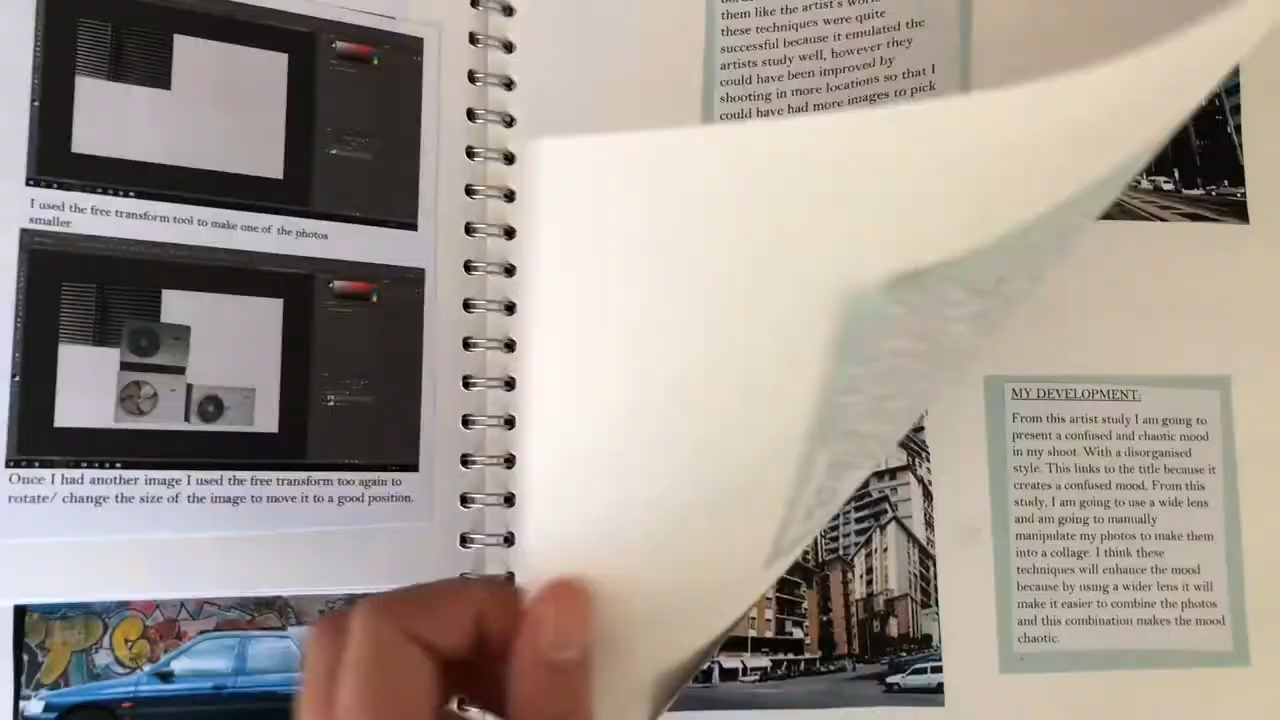 I used the free transform tool to make one of the photos
smaller
Once I had another image I used the free transform too again to
rotate/ change the size of the image to move it to a good position.
them like the artist's
these techniques were quite
successful because it emulated the
artists study well, however they
could have been improved by
shooting in more locations so that I
could have had more images to pick
MY DEVELOPMENT.
From this artist study I am going to
present a confused and chaotic mood
in my shoot. With a disorganised
style. This links to the title because it
creates a confused mood. From this
study, I am going to use a wide lens
and am going to manually
manipulate my photos to make them
into a collage. I think these
techniques will enhance the mood
because by using a wider lens it will
make it easier to combine the photos
and this combination makes the mood
chaotic.